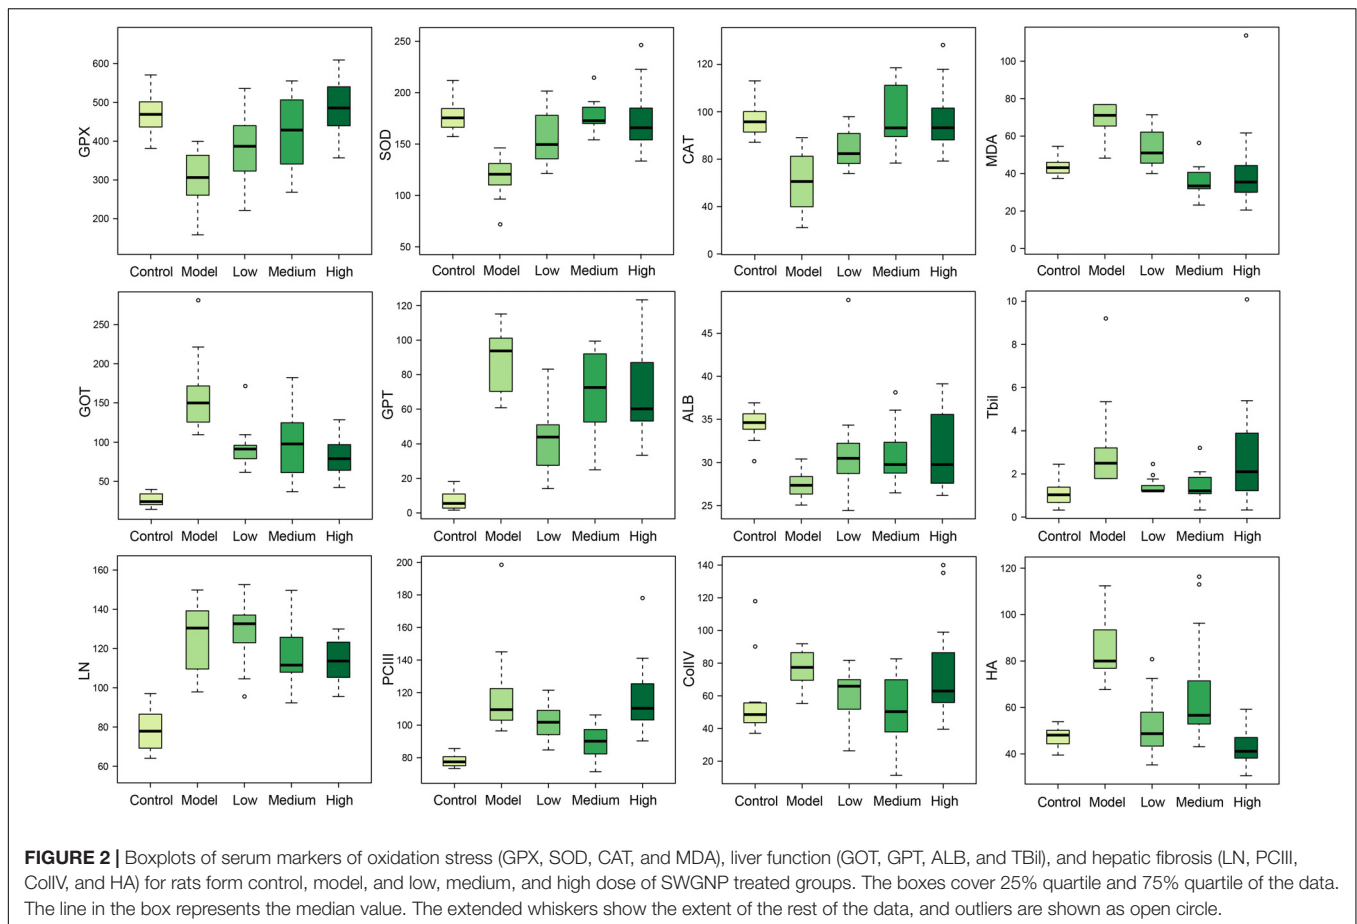 GPX
600
500
400
300
200
Control Model Low Medium High
SOD
250
200
150
100
50
Control Model Low Medium High
CAT
120
80
60
40
0
Control Model Low Medium High
MDA
80
60
40
20
0
Control Model Low Medium High
GOT
250
200
150
100
50
Control Model Low Medium High
GPT
120
100
80
60
40
20
0
Control Model Low Medium High
ALB
45
40
35
30
25
Control Model Low Medium High
Tbil
10
8
6
4
2
0
Control Model Low Medium High
LN
160
140
120
100
80
60
Control Model Low Medium High
PCIII
200
180
160
140
120
100
80
Control Model Low Medium High
ColIV
140
120
100
80
60
40
20
Control Model Low Medium High
HA
120
100
80
60
40
Control Model Low Medium High
FIGURE 2 | Boxplots of serum markers of oxidation stress (GPX, SOD, CAT, and MDA), liver function (GOT, GPT, ALB, and TBil), and hepatic fibrosis (LN, PCIII,
ColIV, and HA) for rats form control, model, and low, medium, and high dose of SWGNP treated groups. The boxes cover 25% quartile and 75% quartile of the data.
The line in the box represents the median value. The extended whiskers show the extent of the rest of the data, and outliers are shown as open circle.